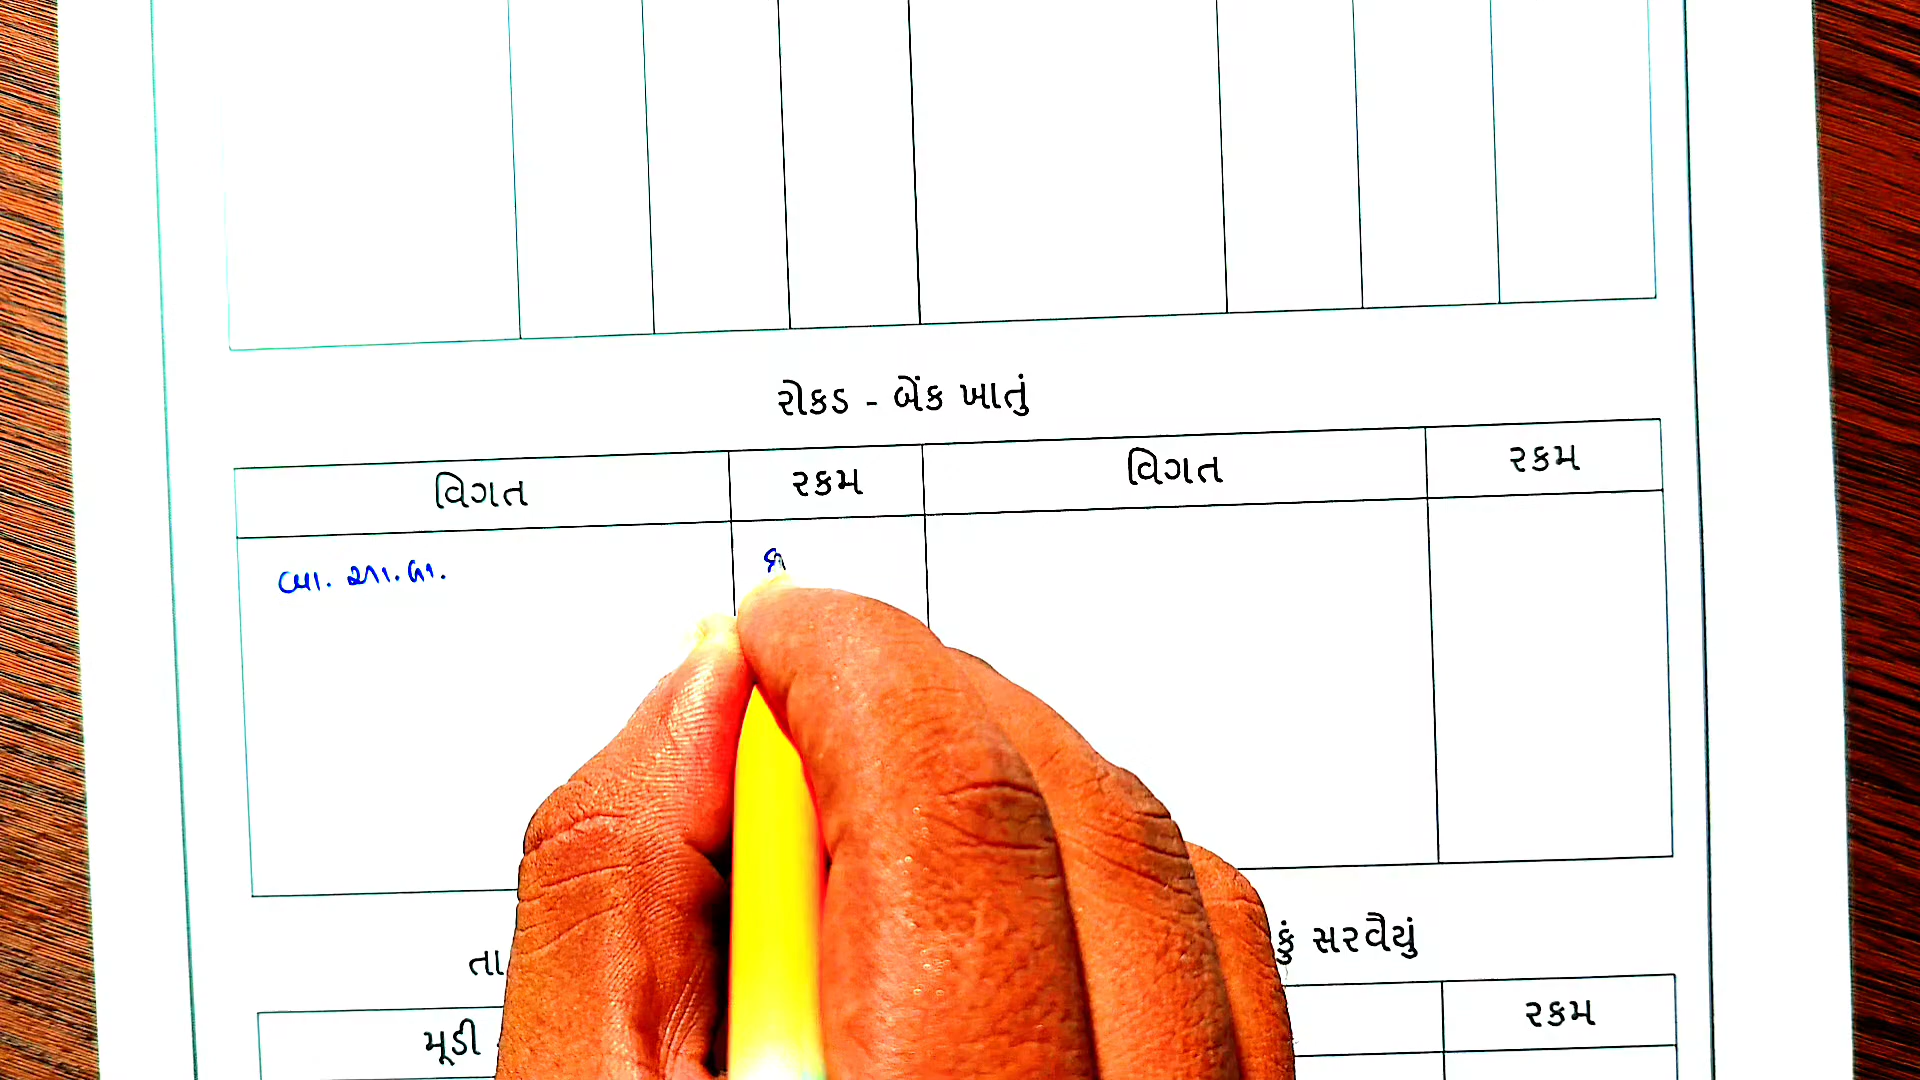 રોકડ - બેંક ખાતું
વિગત રકમ વિગત રકમ
બા. આ.લા.
તા
કું સરવૈયું
મૂડી રકમ